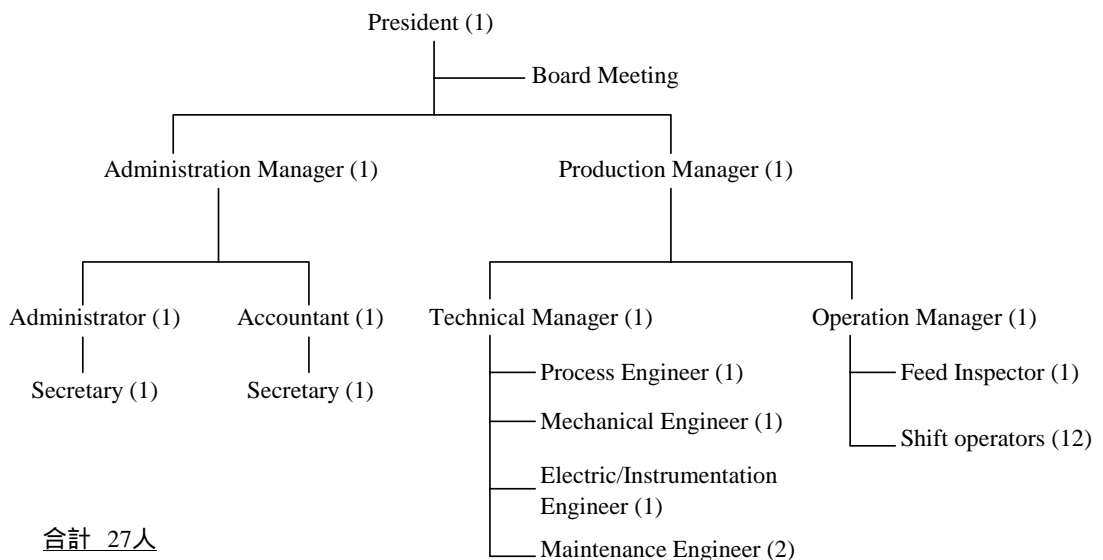 President (1)
Board Meeting
Administration Manager (1)
Production Manager (1)
Administrator (1)
Accountant (1)
Technical Manager (1)
Operation Manager (1)
Secretary (1)
Secretary (1)
Process Engineer (1)
Mechanical Engineer (1)
Electric/Instrumentation
Engineer (1)
Maintenance Engineer (2)
Feed Inspector (1)
Shift operators (12)
合計 27人